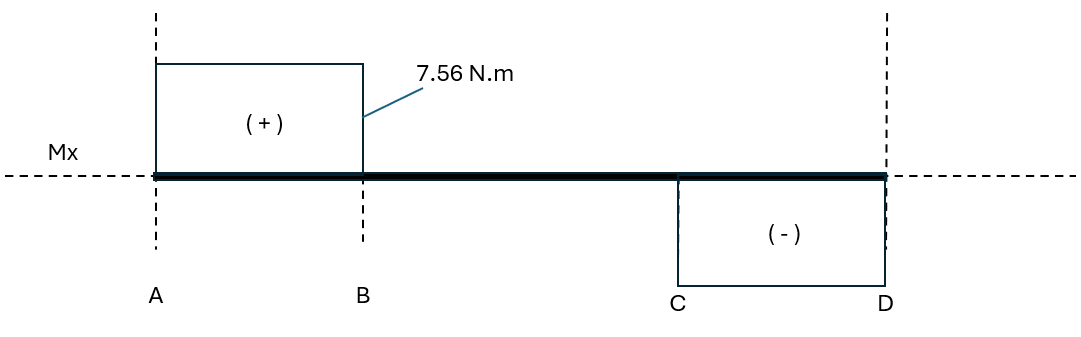 7.56 N.m
( + )
Mx
( - )
A
B
C
D